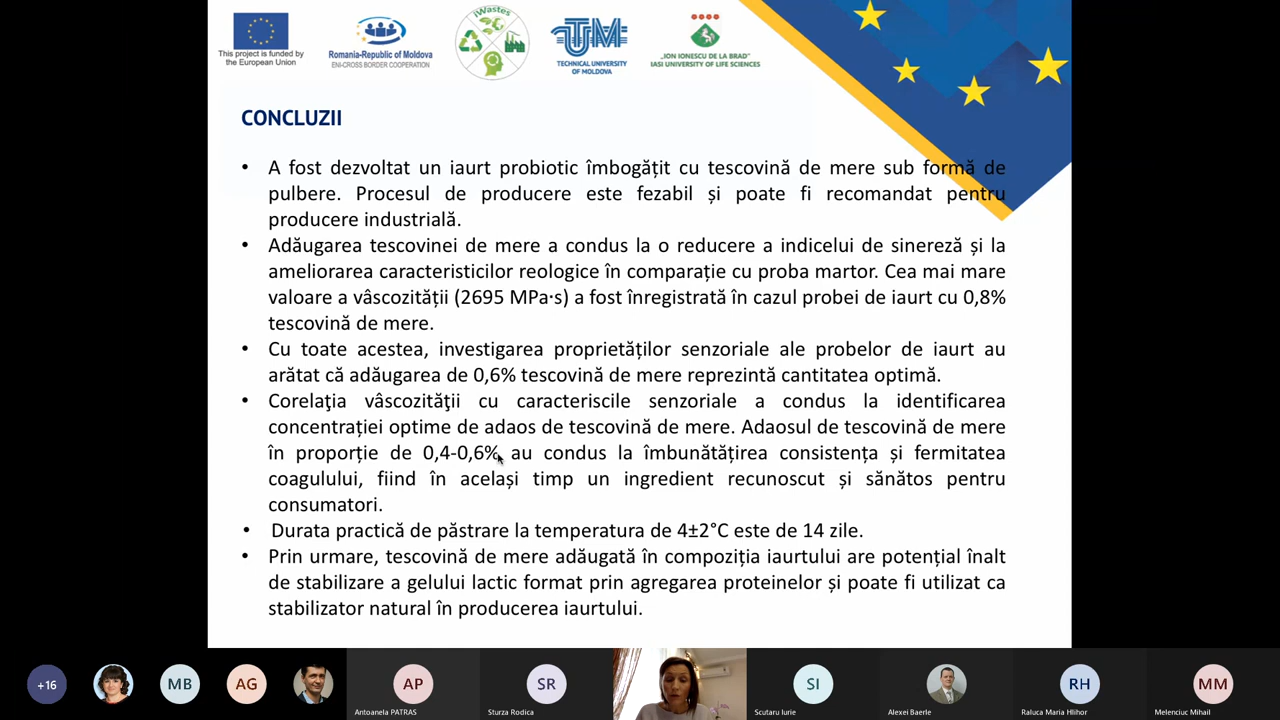 This project is funded by
the European Union
Romania-Republic of Moldova
ENI-CROSS BORDER COOPERATION
iWastes
UTM
TECHNICAL UNIVERSITY
OF MOLDOVA
„ION IONESCU DE LA BRAD”
IASI UNIVERSITY OF LIFE SCIENCES
CONCLUZII
• A fost dezvoltat un iaurt probiotic îmbogățit cu tescovină de mere sub formă de
pulbere. Procesul de producere este fezabil și poate fi recomandat pentru
producere industrială.
• Adăugarea tescovinei de mere a condus la o reducere a indicelui de sinereză și la
ameliorarea caracteristicilor reologice în comparație cu proba martor. Cea mai mare
valoare a vâscozității (2695 MPa·s) a fost înregistrată în cazul probei de iaurt cu 0,8%
tescovină de mere.
• Cu toate acestea, investigarea proprietăților senzoriale ale probelor de iaurt au
arătat că adăugarea de 0,6% tescovină de mere reprezintă cantitatea optimă.
• Corelaţia vâscozităţii cu caracteriscile senzoriale a condus la identificarea
concentrației optime de adaos de tescovină de mere. Adaosul de tescovină de mere
în proporție de 0,4-0,6% au condus la îmbunătățirea consistența și fermitatea
coagulului, fiind în același timp un ingredient recunoscut și sănătos pentru
consumatori.
• Durata practică de păstrare la temperatura de 4±2°C este de 14 zile.
• Prin urmare, tescovină de mere adăugată în compoziția iaurtului are potențial înalt
de stabilizare a gelului lactic format prin agregarea proteinelor și poate fi utilizat ca
stabilizator natural în producerea iaurtului.
+16
MB
AG
AP
Antoanela PATRAS
SR
Sturza Rodica
SI
Scutaru Iurie
Alexei Baerle
RH
Raluca Maria Hlihor
MM
Melenciuc Mihail